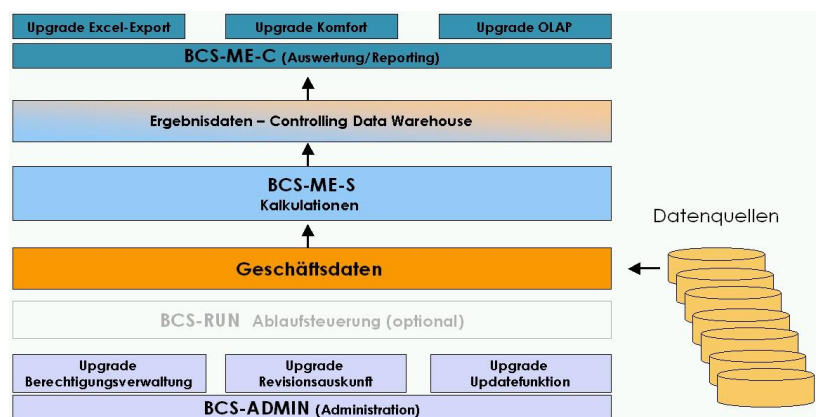 Upgrade Excel-Export
Upgrade Komfort
Upgrade OLAP
BCS-ME-C (Auswertung/Reporting)
Ergebnisdaten – Controlling Data Warehouse
BCS-ME-S
Kalkulationen
Datenquellen
Geschäftsdaten
BCS-RUN Ablaufsteuerung (optional)
Upgrade
Berechtigungsverwaltung
Upgrade
Revisionsauskunft
Upgrade
Updatefunktion
BCS-ADMIN (Administration)